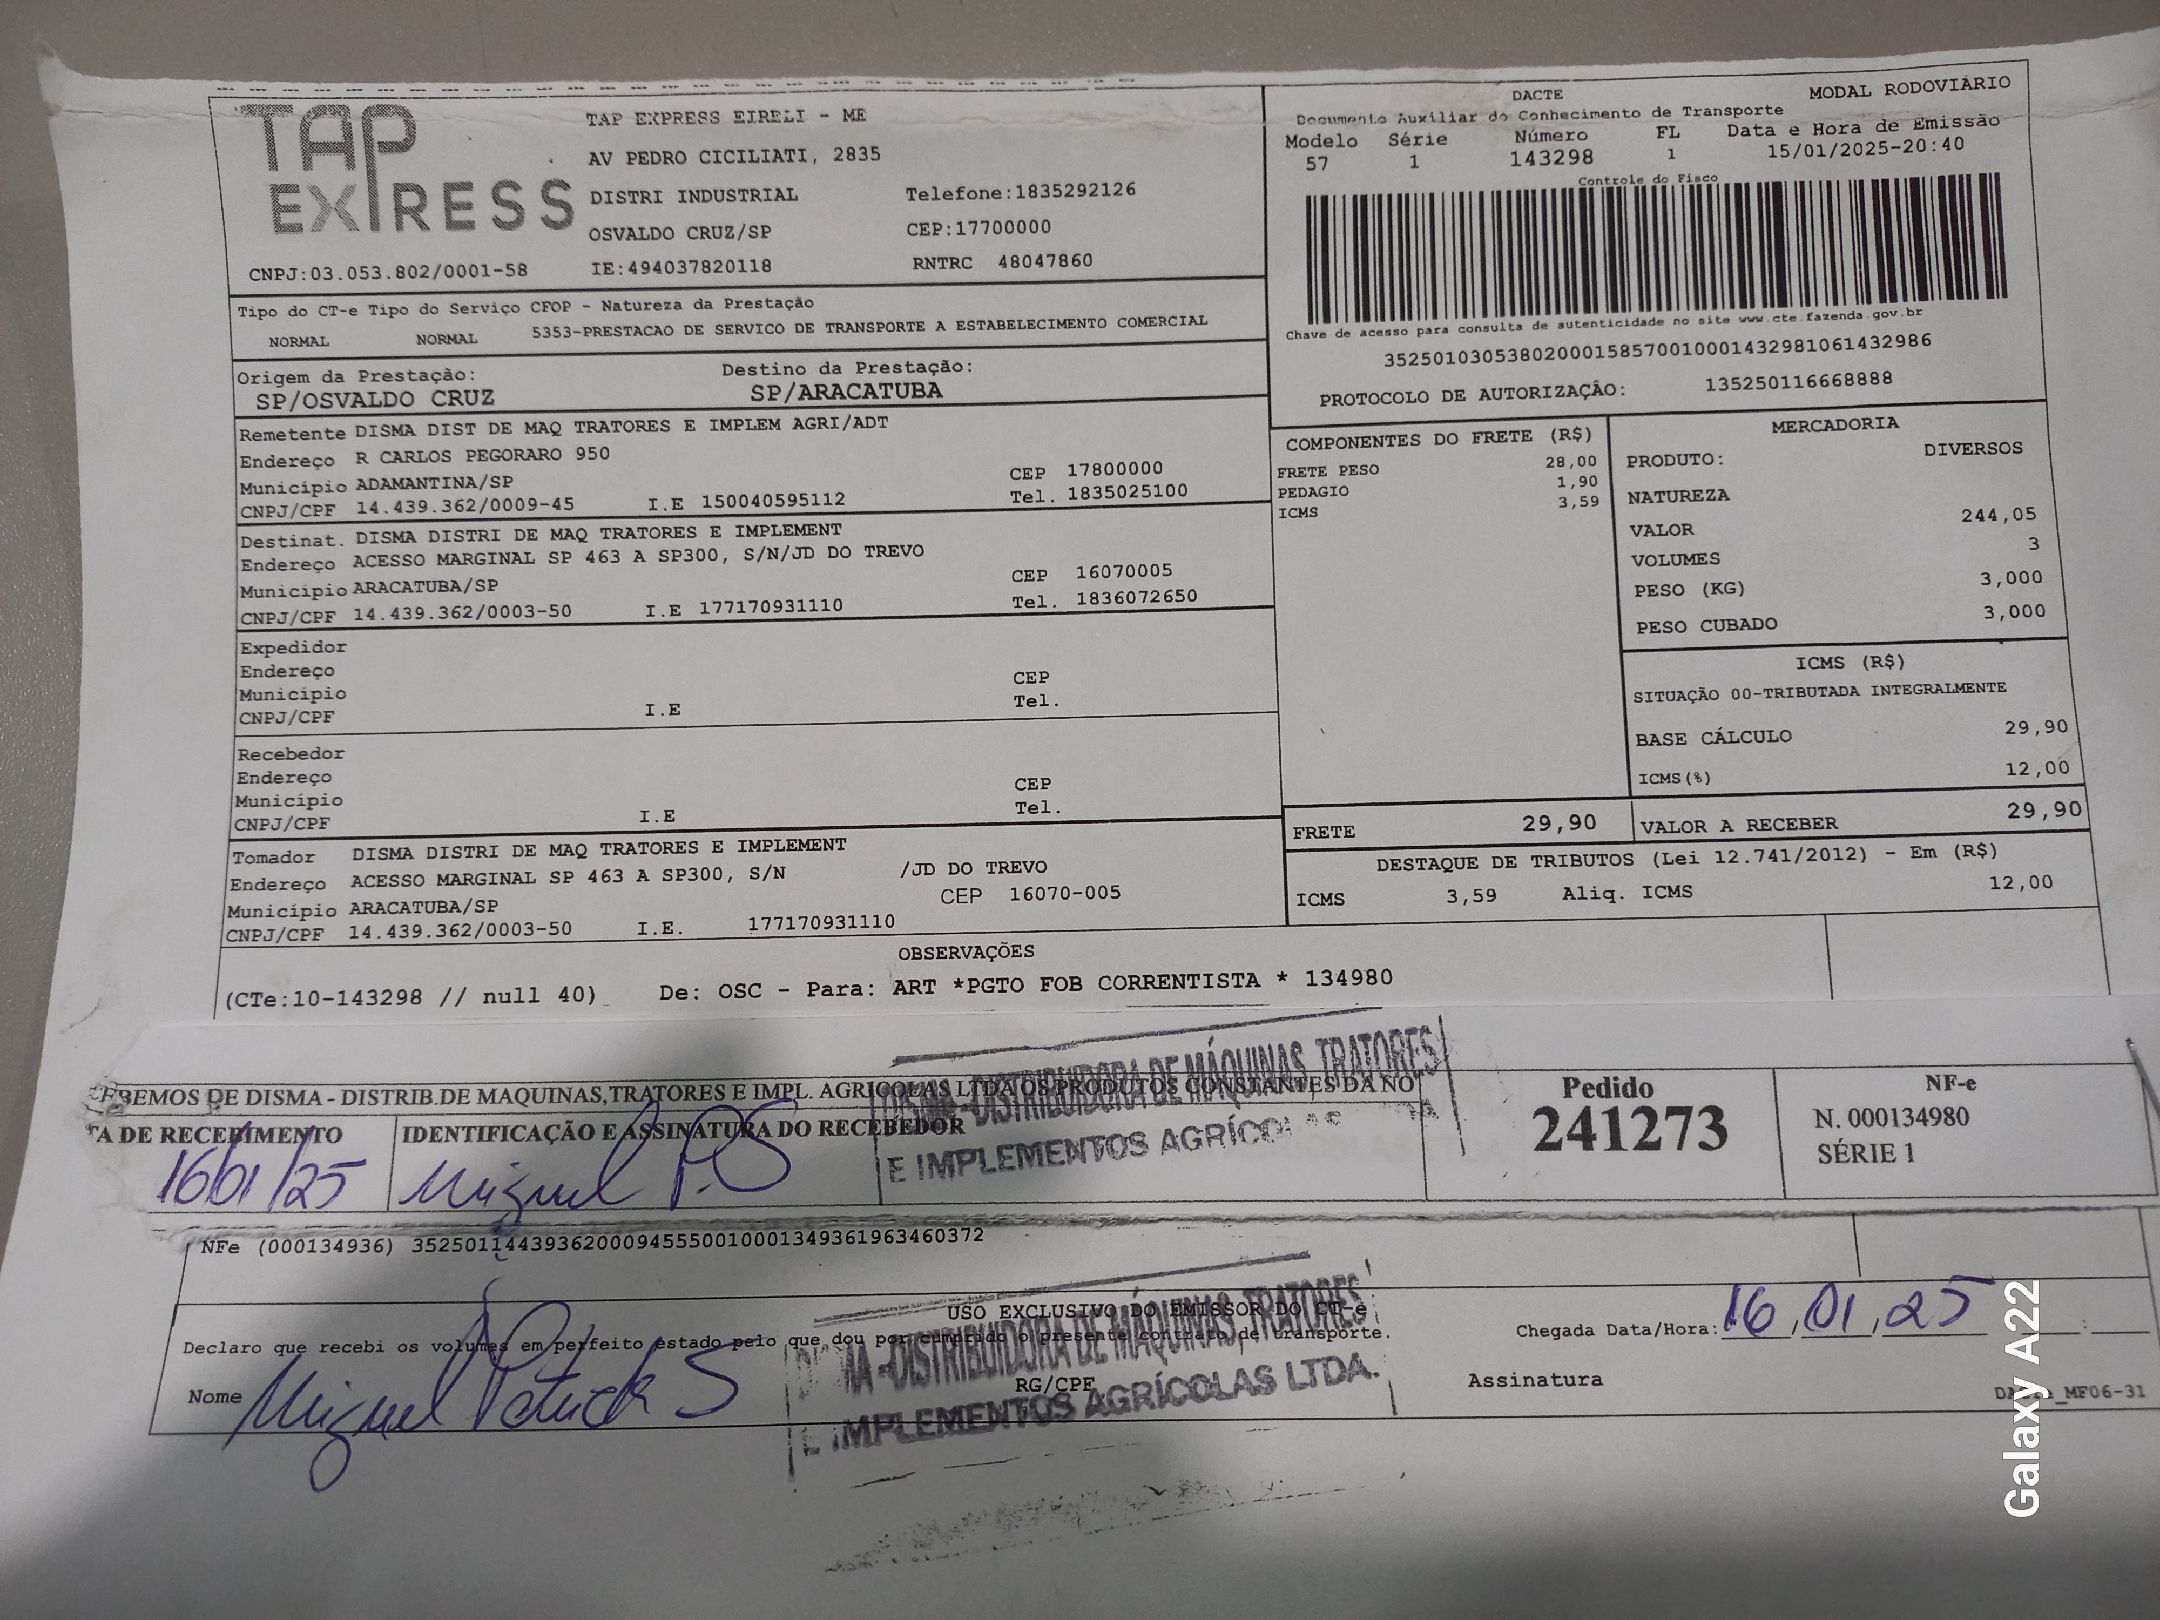 TAP EXPRESS
TAP EXPRESS EIRELI - ME
AV PEDRO CICILIATI, 2835
DISTRI INDUSTRIAL Telefone:1835292126
OSVALDO CRUZ/SP CEP:17700000
CNPJ:03.053.802/0001-58 IE:494037820118 RNTRC 48047860
DACTE MODAL RODOVIÁRIO
Documento Auxiliar do Conhecimento de Transporte
Modelo Série Número FL Data e Hora de Emissão
57 1 143298 1 15/01/2025-20:40
Controle do Fisco
Chave de acesso para consulta de autenticidade no site www.cte.fazenda.gov.br
35250103053802000158570010001432981061432986
PROTOCOLO DE AUTORIZAÇÂO: 135250116668888
Tipo do CT-e Tipo do Serviço CFOP - Natureza da Prestação
NORMAL NORMAL 5353-PRESTACAO DE SERVICO DE TRANSPORTE A ESTABELECIMENTO COMERCIAL
Origem da Prestação: Destino da Prestação:
SP/OSVALDO CRUZ SP/ARACATUBA
Remetente DISMA DIST DE MAQ TRATORES E IMPLEM AGRI/ADT
Endereço R CARLOS PEGORARO 950
Município ADAMANTINA/SP CEP 17800000
CNPJ/CPF 14.439.362/0009-45 I.E 150040595112 Tel. 1835025100
Destinat. DISMA DISTRI DE MAQ TRATORES E IMPLEMENT
Endereço ACESSO MARGINAL SP 463 A SP300, S/N/JD DO TREVO
Município ARACATUBA/SP CEP 16070005
CNPJ/CPF 14.439.362/0003-50 I.E 177170931110 Tel. 1836072650
Expedidor
Endereço
Município CEP
CNPJ/CPF I.E Tel.
Recebedor
Endereço
Município CEP
CNPJ/CPF I.E Tel.
Tomador DISMA DISTRI DE MAQ TRATORES E IMPLEMENT
Endereço ACESSO MARGINAL SP 463 A SP300, S/N /JD DO TREVO
Município ARACATUBA/SP CEP 16070-005
CNPJ/CPF 14.439.362/0003-50 I.E. 177170931110
COMPONENTES DO FRETE (R$)
FRETE PESO 28,00
PEDAGIO 1,90
ICMS 3,59
MERCADORIA
PRODUTO: DIVERSOS
NATUREZA
VALOR 244,05
VOLUMES 3
PESO (KG) 3,000
PESO CUBADO 3,000
ICMS (R$)
SITUAÇÃO 00-TRIBUTADA INTEGRALMENTE
BASE CÁLCULO 29,90
ICMS(%) 12,00
FRETE 29,90 VALOR A RECEBER 29,90
DESTAQUE DE TRIBUTOS (Lei 12.741/2012) - Em (R$)
ICMS 3,59 Aliq. ICMS 12,00
OBSERVAÇÕES
(CTe:10-143298 // null 40) De: OSC - Para: ART *PGTO FOB CORRENTISTA * 134980
EBEMOS DE DISMA - DISTRIB.DE MAQUINAS,TRATORES E IMPL. AGRICOLAS LTDA OS PRODUTOS CONSTANTES DA NO
TA DE RECEBIMENTO IDENTIFICAÇÃO E ASSINATURA DO RECEBEDOR
16/01/25 Miguel P.S
DISTRIBUIDORA DE MÁQUINAS, TRATORES
E IMPLEMENTOS AGRÍCOLAS
Pedido
241273
NF-e
N. 000134980
SÉRIE 1
NFe (000134936) 35250114439362000945550010001349361963460372
USO EXCLUSIVO DO EMISSOR DO CT-e
Declaro que recebi os volumes em perfeito estado pelo que dou por cumprido o presente contrato de transporte.
Chegada Data/Hora: 16,01,25 :
Nome Miguel Patrick S RG/CPF Assinatura
DISTRIBUIDORA DE MÁQUINAS, TRATORES
E IMPLEMENTOS AGRÍCOLAS LTDA.
MF06-31
Galaxy A22